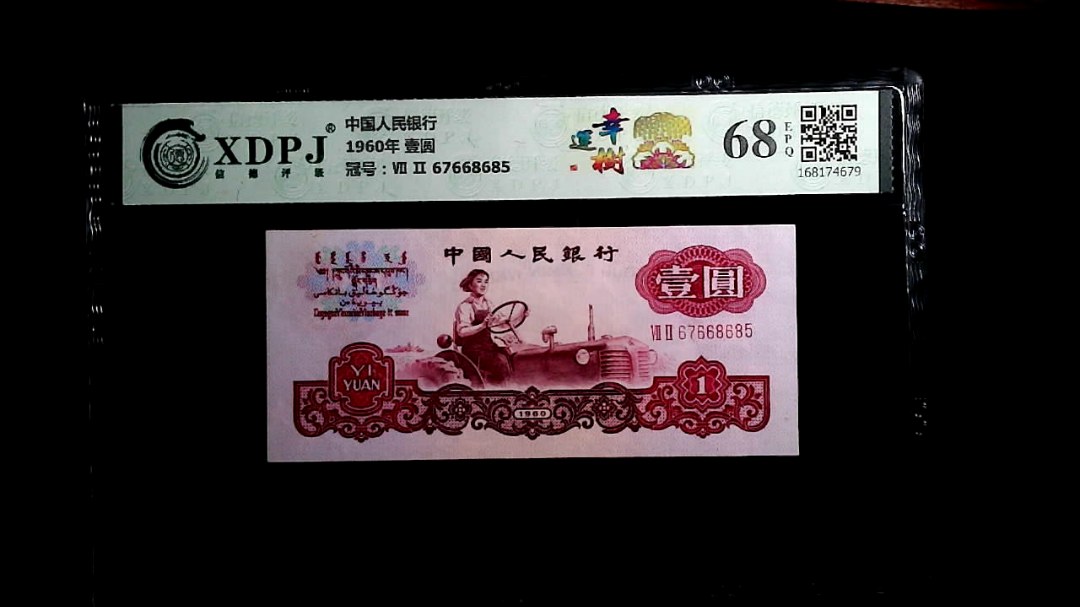 XDPJ®
信德评级
中国人民银行
1960年 壹圆
冠号：Ⅶ Ⅱ 67668685
幸運樹
68
EPQ
168174679
中國人民銀行
壹圓
Ⅶ Ⅱ 67668685
YI
YUAN
1960
1